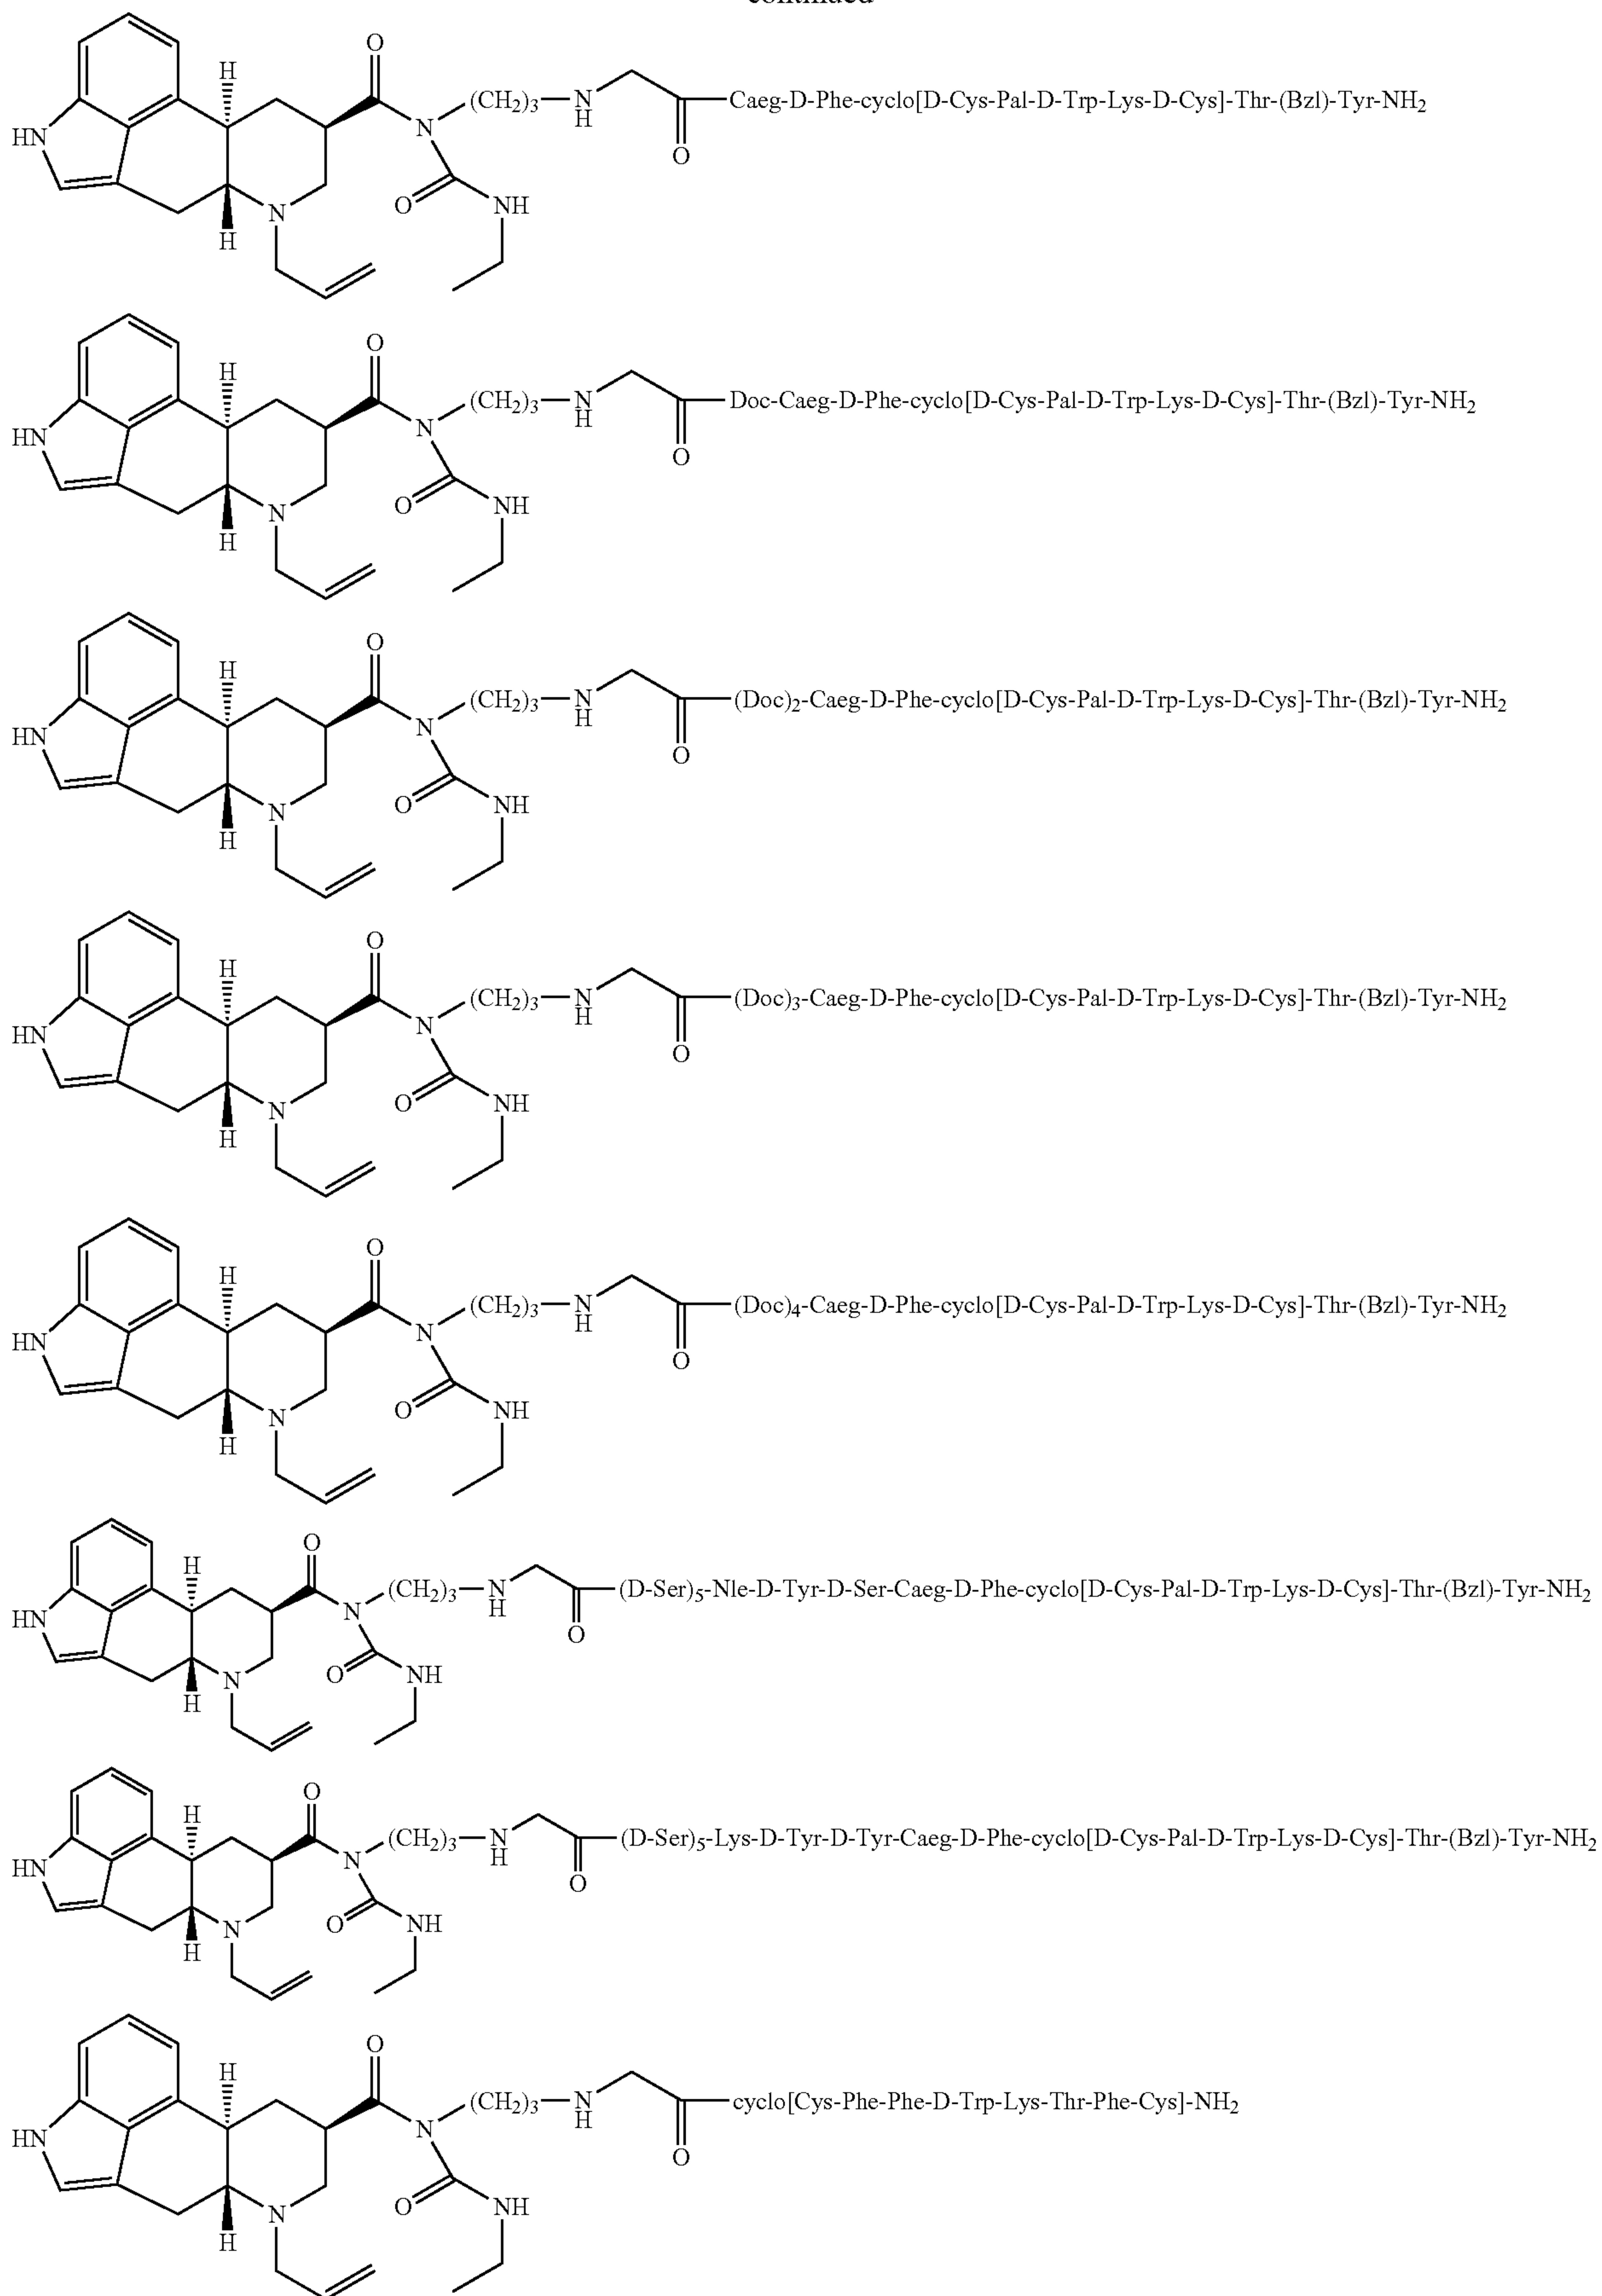 continued
O
H
(CH₂)₃—N Caeg-D-Phe-cyclo[D-Cys-Pal-D-Trp-Lys-D-Cys]-Thr-(Bzl)-Tyr-NH₂
H
N
HN
O
O NH
N
H
O
H
(CH₂)₃—N Doc-Caeg-D-Phe-cyclo[D-Cys-Pal-D-Trp-Lys-D-Cys]-Thr-(Bzl)-Tyr-NH₂
H
N
HN
O
O NH
N
H
O
H
(CH₂)₃—N (Doc)₂-Caeg-D-Phe-cyclo[D-Cys-Pal-D-Trp-Lys-D-Cys]-Thr-(Bzl)-Tyr-NH₂
H
N
HN
O
O NH
N
H
O
H
(CH₂)₃—N (Doc)₃-Caeg-D-Phe-cyclo[D-Cys-Pal-D-Trp-Lys-D-Cys]-Thr-(Bzl)-Tyr-NH₂
H
N
HN
O
O NH
N
H
O
H
(CH₂)₃—N (Doc)₄-Caeg-D-Phe-cyclo[D-Cys-Pal-D-Trp-Lys-D-Cys]-Thr-(Bzl)-Tyr-NH₂
H
N
HN
O
O NH
N
H
O
H
(CH₂)₃—N (D-Ser)₅-Nle-D-Tyr-D-Ser-Caeg-D-Phe-cyclo[D-Cys-Pal-D-Trp-Lys-D-Cys]-Thr-(Bzl)-Tyr-NH₂
H
N
HN
O
O NH
N
H
O
H
(CH₂)₃—N (D-Ser)₅-Lys-D-Tyr-D-Tyr-Caeg-D-Phe-cyclo[D-Cys-Pal-D-Trp-Lys-D-Cys]-Thr-(Bzl)-Tyr-NH₂
H
N
HN
O
O NH
N
H
O
H
(CH₂)₃—N cyclo[Cys-Phe-Phe-D-Trp-Lys-Thr-Phe-Cys]-NH₂
H
N
HN
O
O NH
N
H